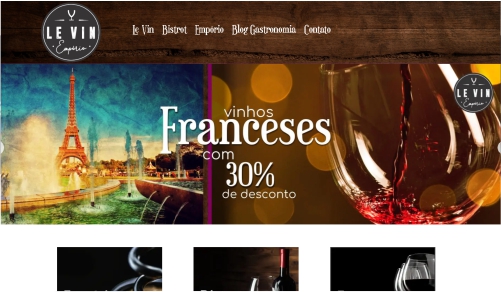 LE VIN
Empório
Le Vin Bistrot Empório Blog Gastronomia Contato
vinhos
Franceses
com
30%
de desconto
LE VIN
Empório